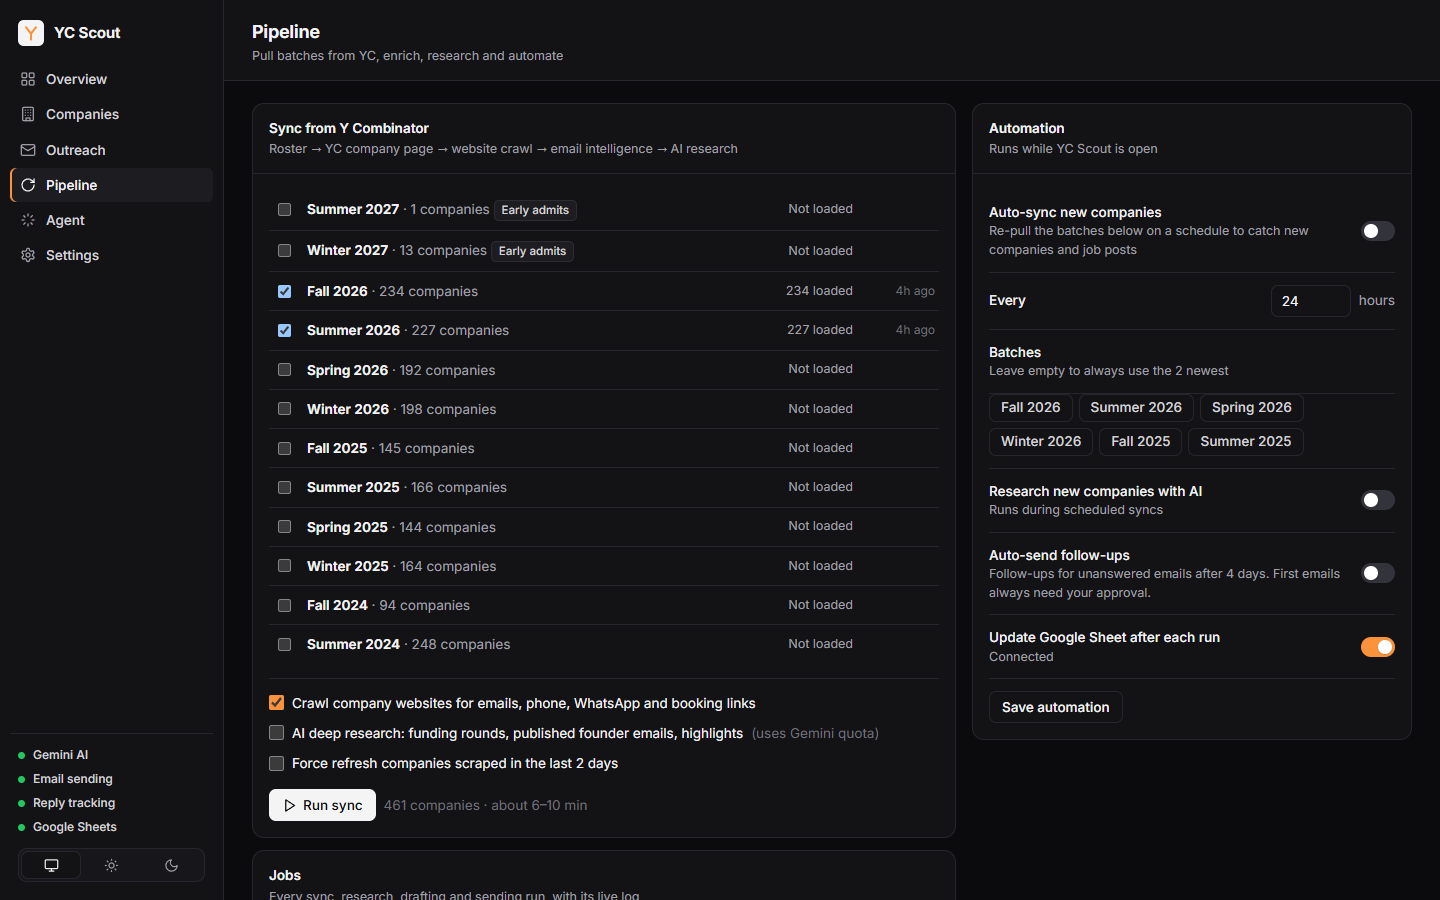 YC Scout
Overview
Companies
Outreach
Pipeline
Agent
Settings
Gemini AI
Email sending
Reply tracking
Google Sheets
Pipeline
Pull batches from YC, enrich, research and automate
Sync from Y Combinator
Roster → YC company page → website crawl → email intelligence → AI research
Summer 2027 · 1 companies Early admits Not loaded
Winter 2027 · 13 companies Early admits Not loaded
Fall 2026 · 234 companies 234 loaded 4h ago
Summer 2026 · 227 companies 227 loaded 4h ago
Spring 2026 · 192 companies Not loaded
Winter 2026 · 198 companies Not loaded
Fall 2025 · 145 companies Not loaded
Summer 2025 · 166 companies Not loaded
Spring 2025 · 144 companies Not loaded
Winter 2025 · 164 companies Not loaded
Fall 2024 · 94 companies Not loaded
Summer 2024 · 248 companies Not loaded
Crawl company websites for emails, phone, WhatsApp and booking links
AI deep research: funding rounds, published founder emails, highlights (uses Gemini quota)
Force refresh companies scraped in the last 2 days
Run sync 461 companies · about 6–10 min
Jobs
Every sync, research, drafting and sending run, with its live log
Automation
Runs while YC Scout is open
Auto-sync new companies
Re-pull the batches below on a schedule to catch new
companies and job posts
Every 24 hours
Batches
Leave empty to always use the 2 newest
Fall 2026 Summer 2026 Spring 2026
Winter 2026 Fall 2025 Summer 2025
Research new companies with AI
Runs during scheduled syncs
Auto-send follow-ups
Follow-ups for unanswered emails after 4 days. First emails
always need your approval.
Update Google Sheet after each run
Connected
Save automation